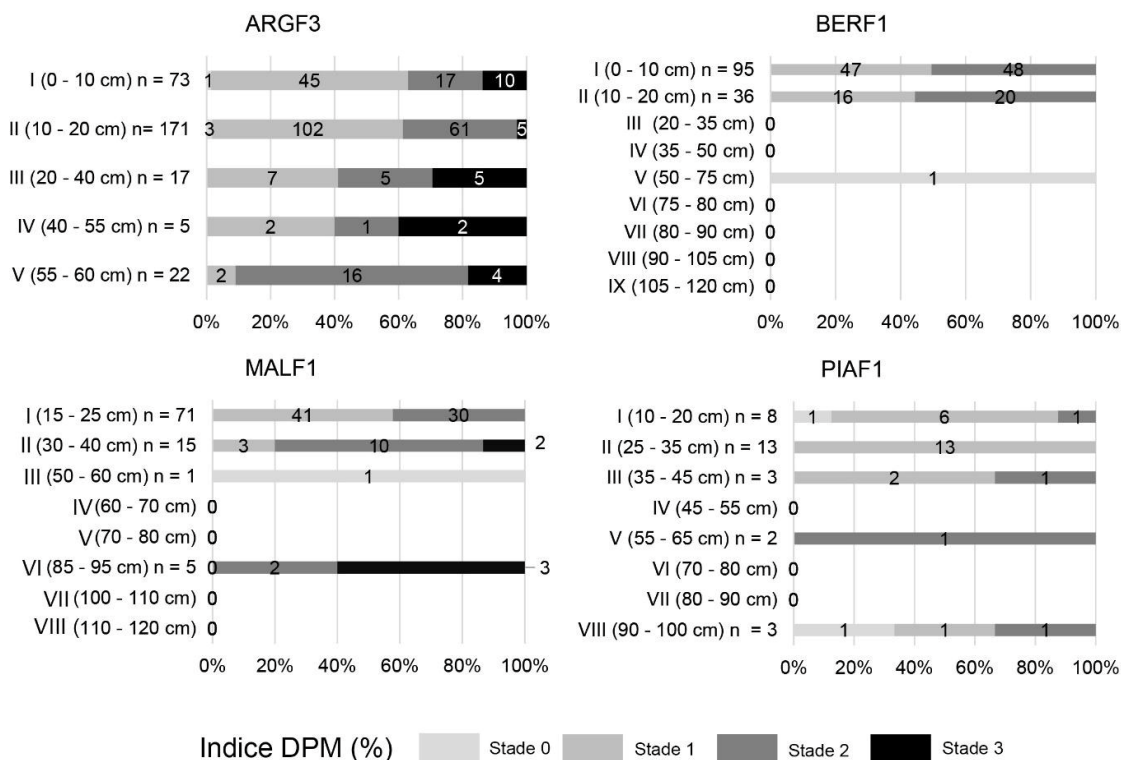 ARGF3
I (0 - 10 cm) n = 73 1 45 17 10
II (10 - 20 cm) n= 171 3 102 61 5
III (20 - 40 cm) n = 17 7 5 5
IV (40 - 55 cm) n = 5 2 1 2
V (55 - 60 cm) n = 22 2 16 4
0% 20% 40% 60% 80% 100%
BERF1
I (0 - 10 cm) n = 95 47 48
II (10 - 20 cm) n = 36 16 20
III (20 - 35 cm) 0
IV (35 - 50 cm) 0
V (50 - 75 cm) 1
VI (75 - 80 cm) 0
VII (80 - 90 cm) 0
VIII (90 - 105 cm) 0
IX (105 - 120 cm) 0
0% 20% 40% 60% 80% 100%
MALF1
I (15 - 25 cm) n = 71 41 30
II (30 - 40 cm) n = 15 3 10 2
III (50 - 60 cm) n = 1 1
IV (60 - 70 cm) 0
V (70 - 80 cm) 0
VI (85 - 95 cm) n = 5 0 2 3
VII (100 - 110 cm) 0
VIII (110 - 120 cm) 0
0% 20% 40% 60% 80% 100%
PIAF1
I (10 - 20 cm) n = 8 1 6 1
II (25 - 35 cm) n = 13 13
III (35 - 45 cm) n = 3 2 1
IV (45 - 55 cm) 0
V (55 - 65 cm) n = 2 1
VI (70 - 80 cm) 0
VII (80 - 90 cm) 0
VIII (90 - 100 cm) n = 3 1 1 1
0% 20% 40% 60% 80% 100%
Indice DPM (%) Stade 0 Stade 1 Stade 2 Stade 3